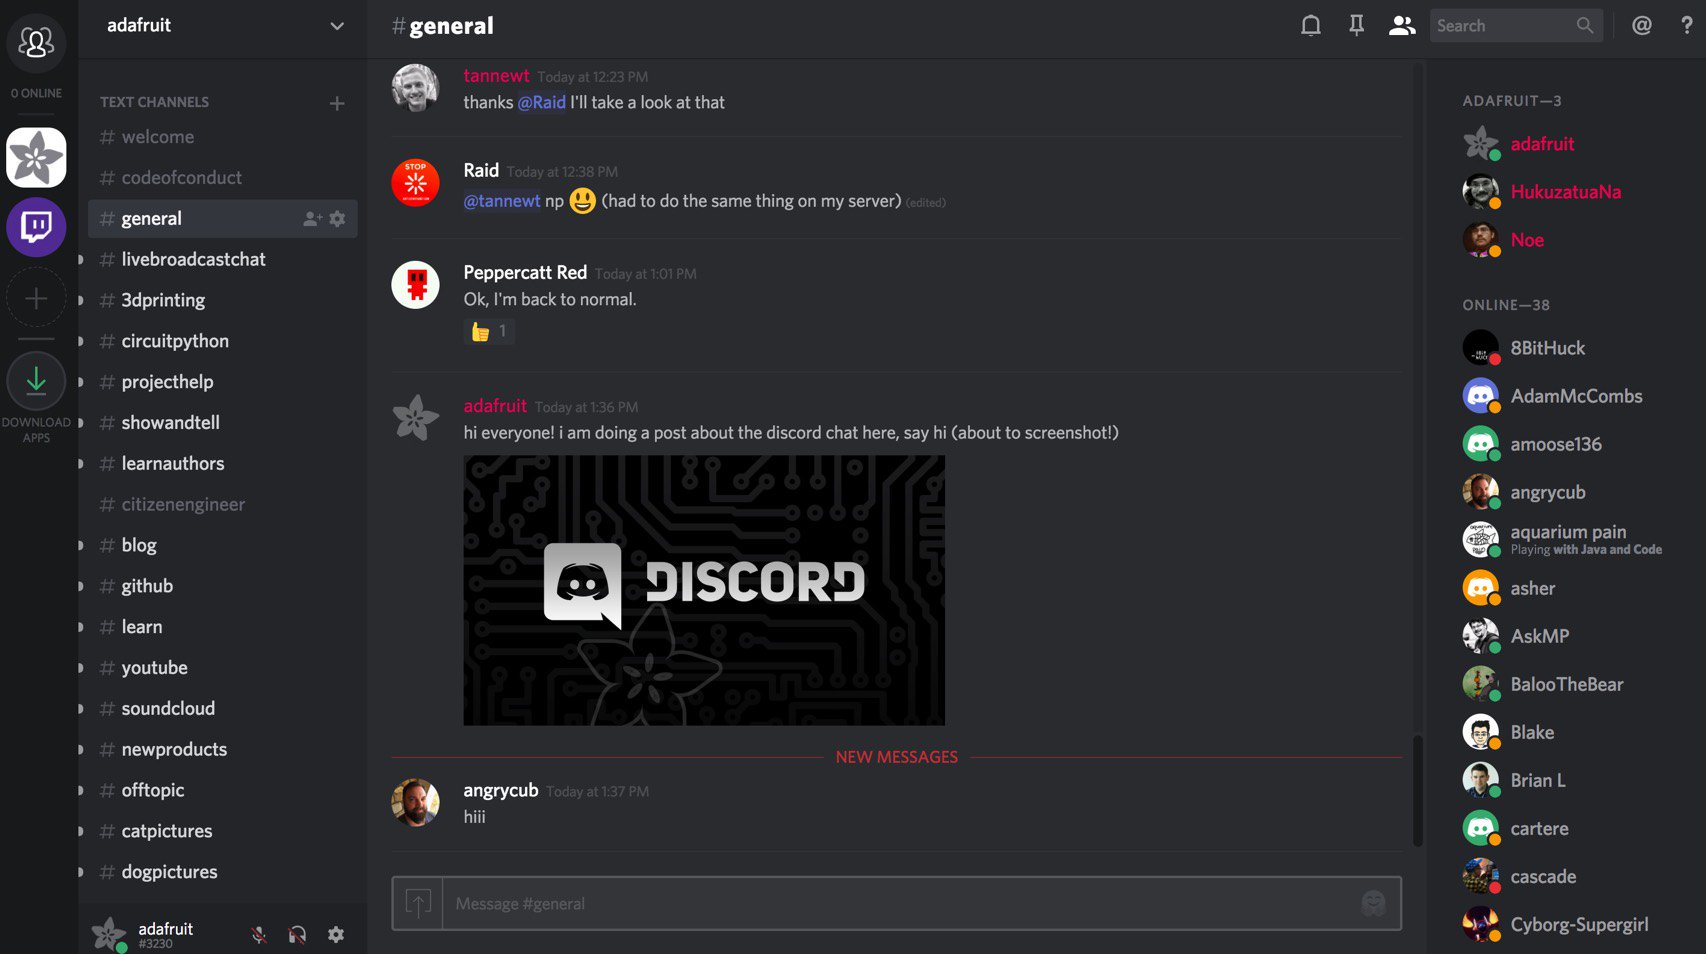 0 ONLINE
DOWNLOAD
APPS
adafruit
TEXT CHANNELS
# welcome
# codeofconduct
# general
# livebroadcastchat
# 3dprinting
# circuitpython
# projecthelp
# showandtell
# learnauthors
# citizenengineer
# blog
# github
# learn
# youtube
# soundcloud
# newproducts
# offtopic
# catpictures
# dogpictures
adafruit
#3230
#general
Search
@ ?
tannewt Today at 12:23 PM
thanks @Raid I'll take a look at that
STOP
Raid Today at 12:38 PM
@tannewt np 😃 (had to do the same thing on my server) (edited)
Peppercatt Red Today at 1:01 PM
Ok, I'm back to normal.
👍 1
adafruit Today at 1:36 PM
hi everyone! i am doing a post about the discord chat here, say hi (about to screenshot!)
DISCORD
NEW MESSAGES
angrycub Today at 1:37 PM
hiii
Message #general
ADAFRUIT—3
adafruit
HukuzatuaNa
Noe
ONLINE—38
8BitHuck
AdamMcCombs
amoose136
angrycub
aquarium pain
Playing with Java and Code
asher
AskMP
BalooTheBear
Blake
Brian L
cartere
cascade
Cyborg-Supergirl